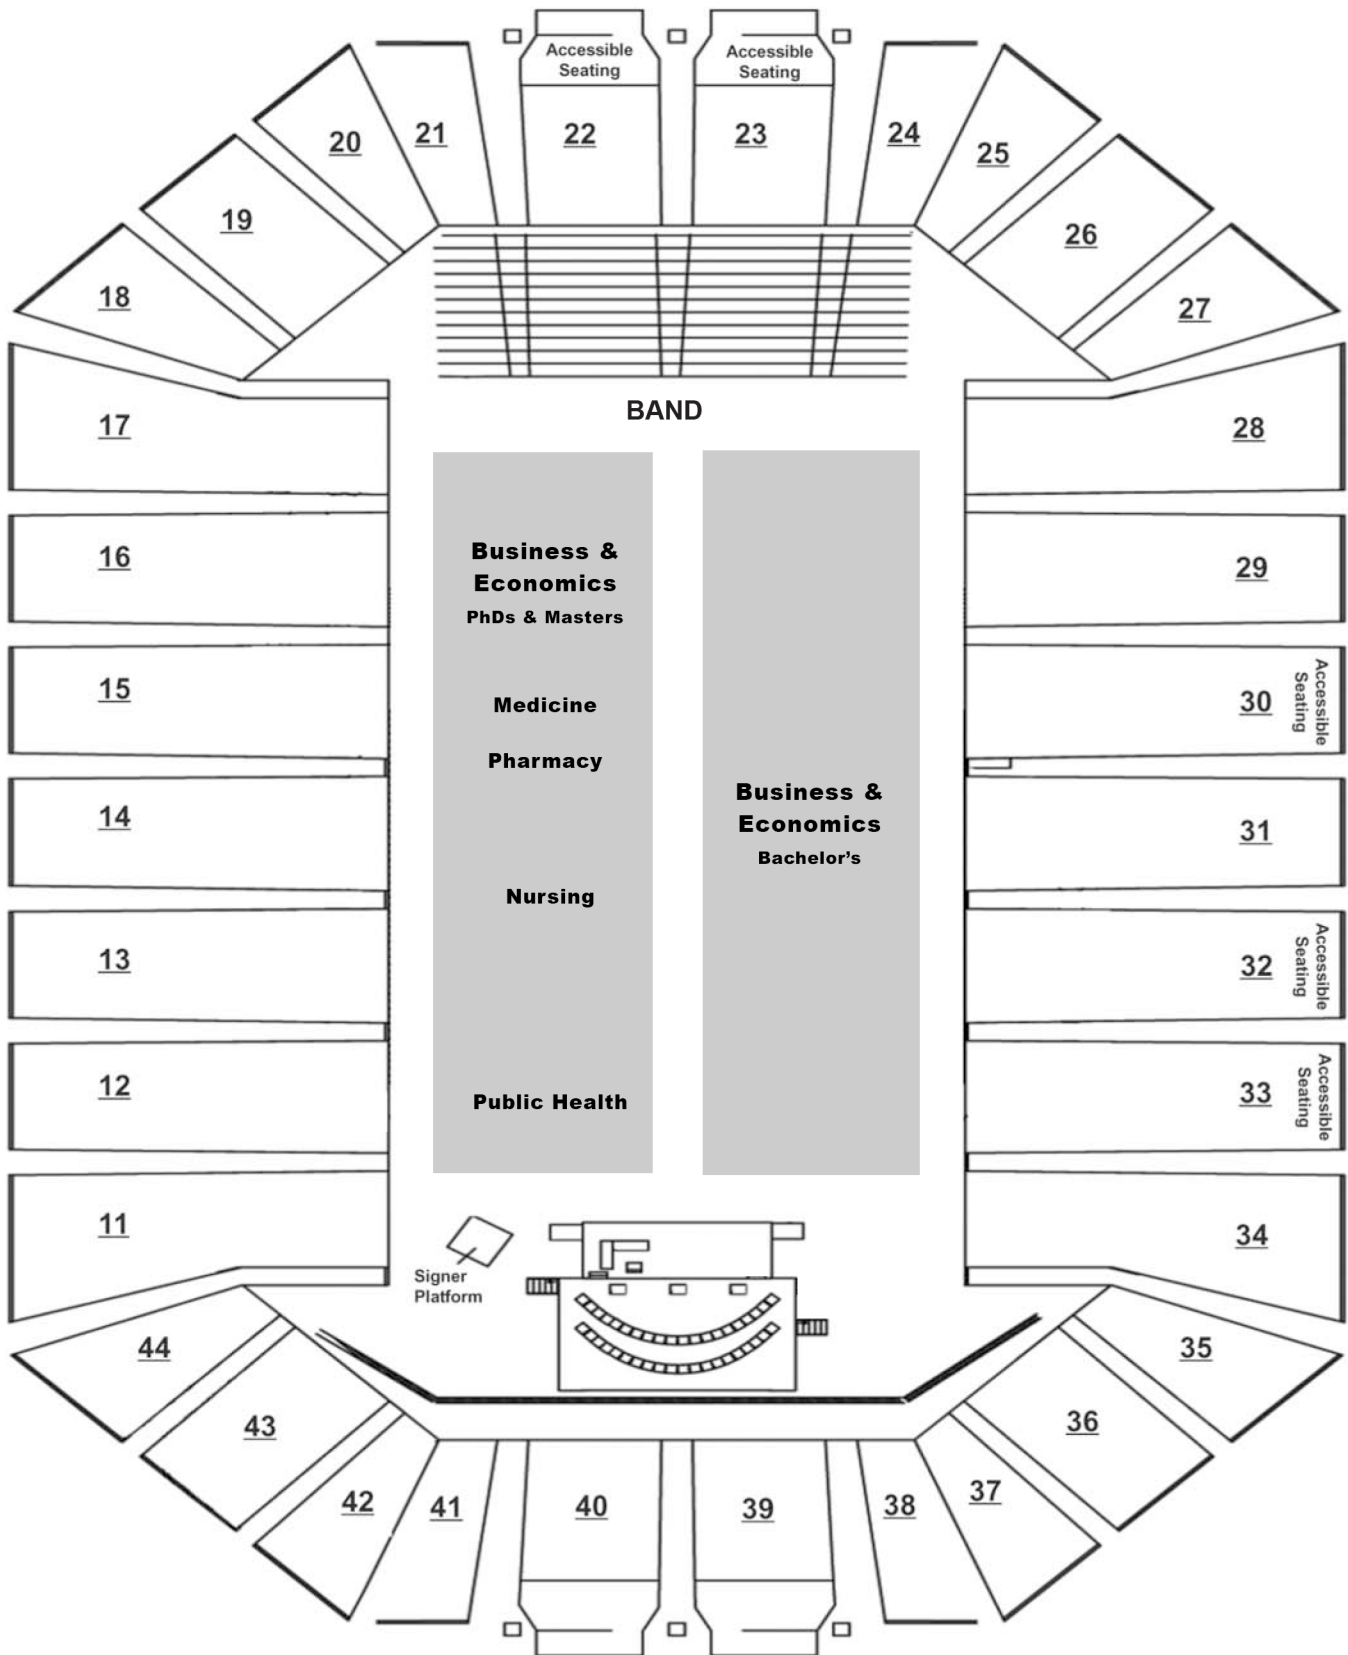 Accessible
Seating
Accessible
Seating
20
21
22
23
24
25
19
26
18
27
17
BAND
28
16
Business &
Economics
PhDs & Masters
29
15
Medicine
30
Accessible
Seating
Pharmacy
14
Business &
Economics
Bachelor’s
31
Nursing
13
32
Accessible
Seating
12
Public Health
33
Accessible
Seating
11
34
Signer
Platform
44
35
43
36
42
41
40
39
38
37